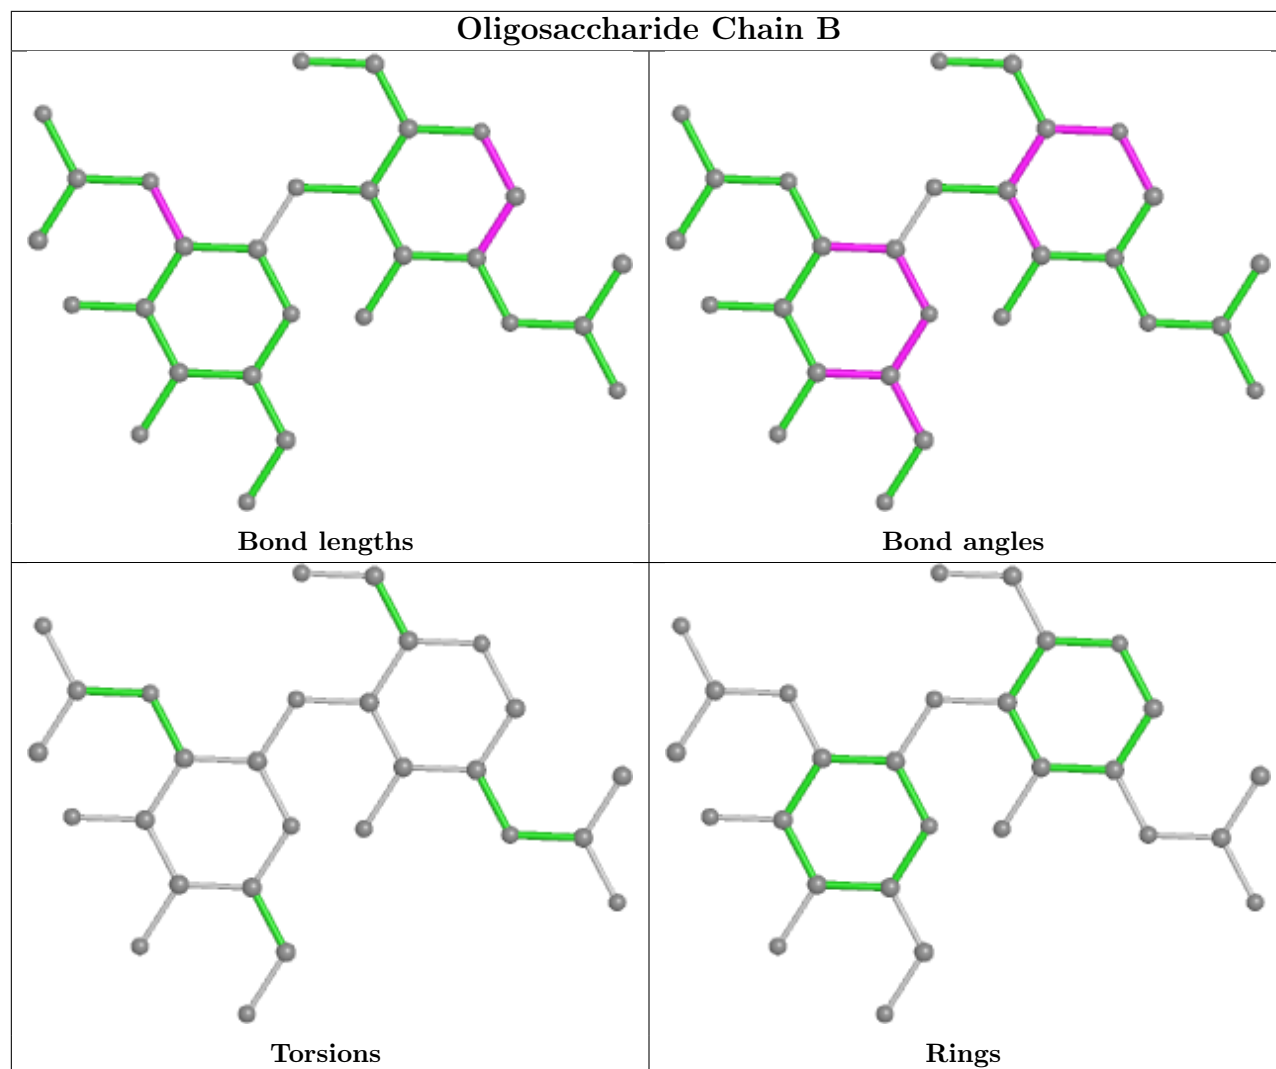 Oligosaccharide Chain B
Bond lengths
Bond angles
Torsions
Rings